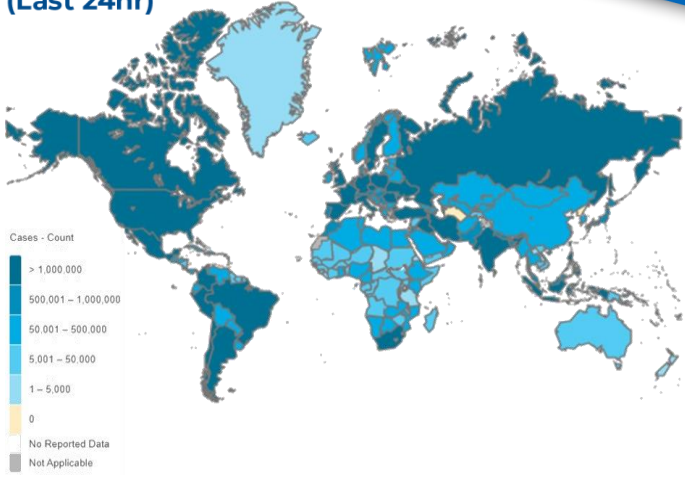 (Last 24hr)
Cases - Count
> 1,000,000
500,001 – 1,000,000
50,001 – 500,000
5,001 – 50,000
1 – 5,000
0
No Reported Data
Not Applicable